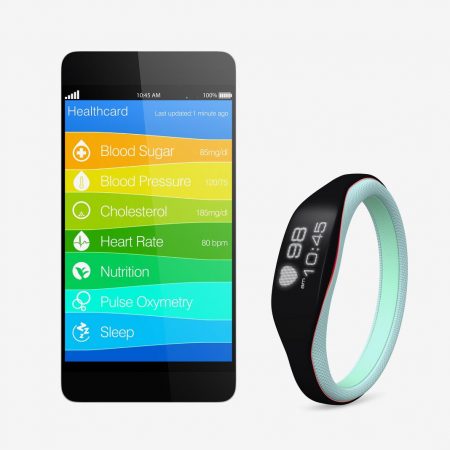 10:45 AM 100%
Healthcard Last updated:1 minute ago
Blood Sugar 85mg/dl
Blood Pressure 120/75
Cholesterol 185mg/dl
Heart Rate 80 bpm
Nutrition
Pulse Oxymetry
Sleep
98
am 10:45